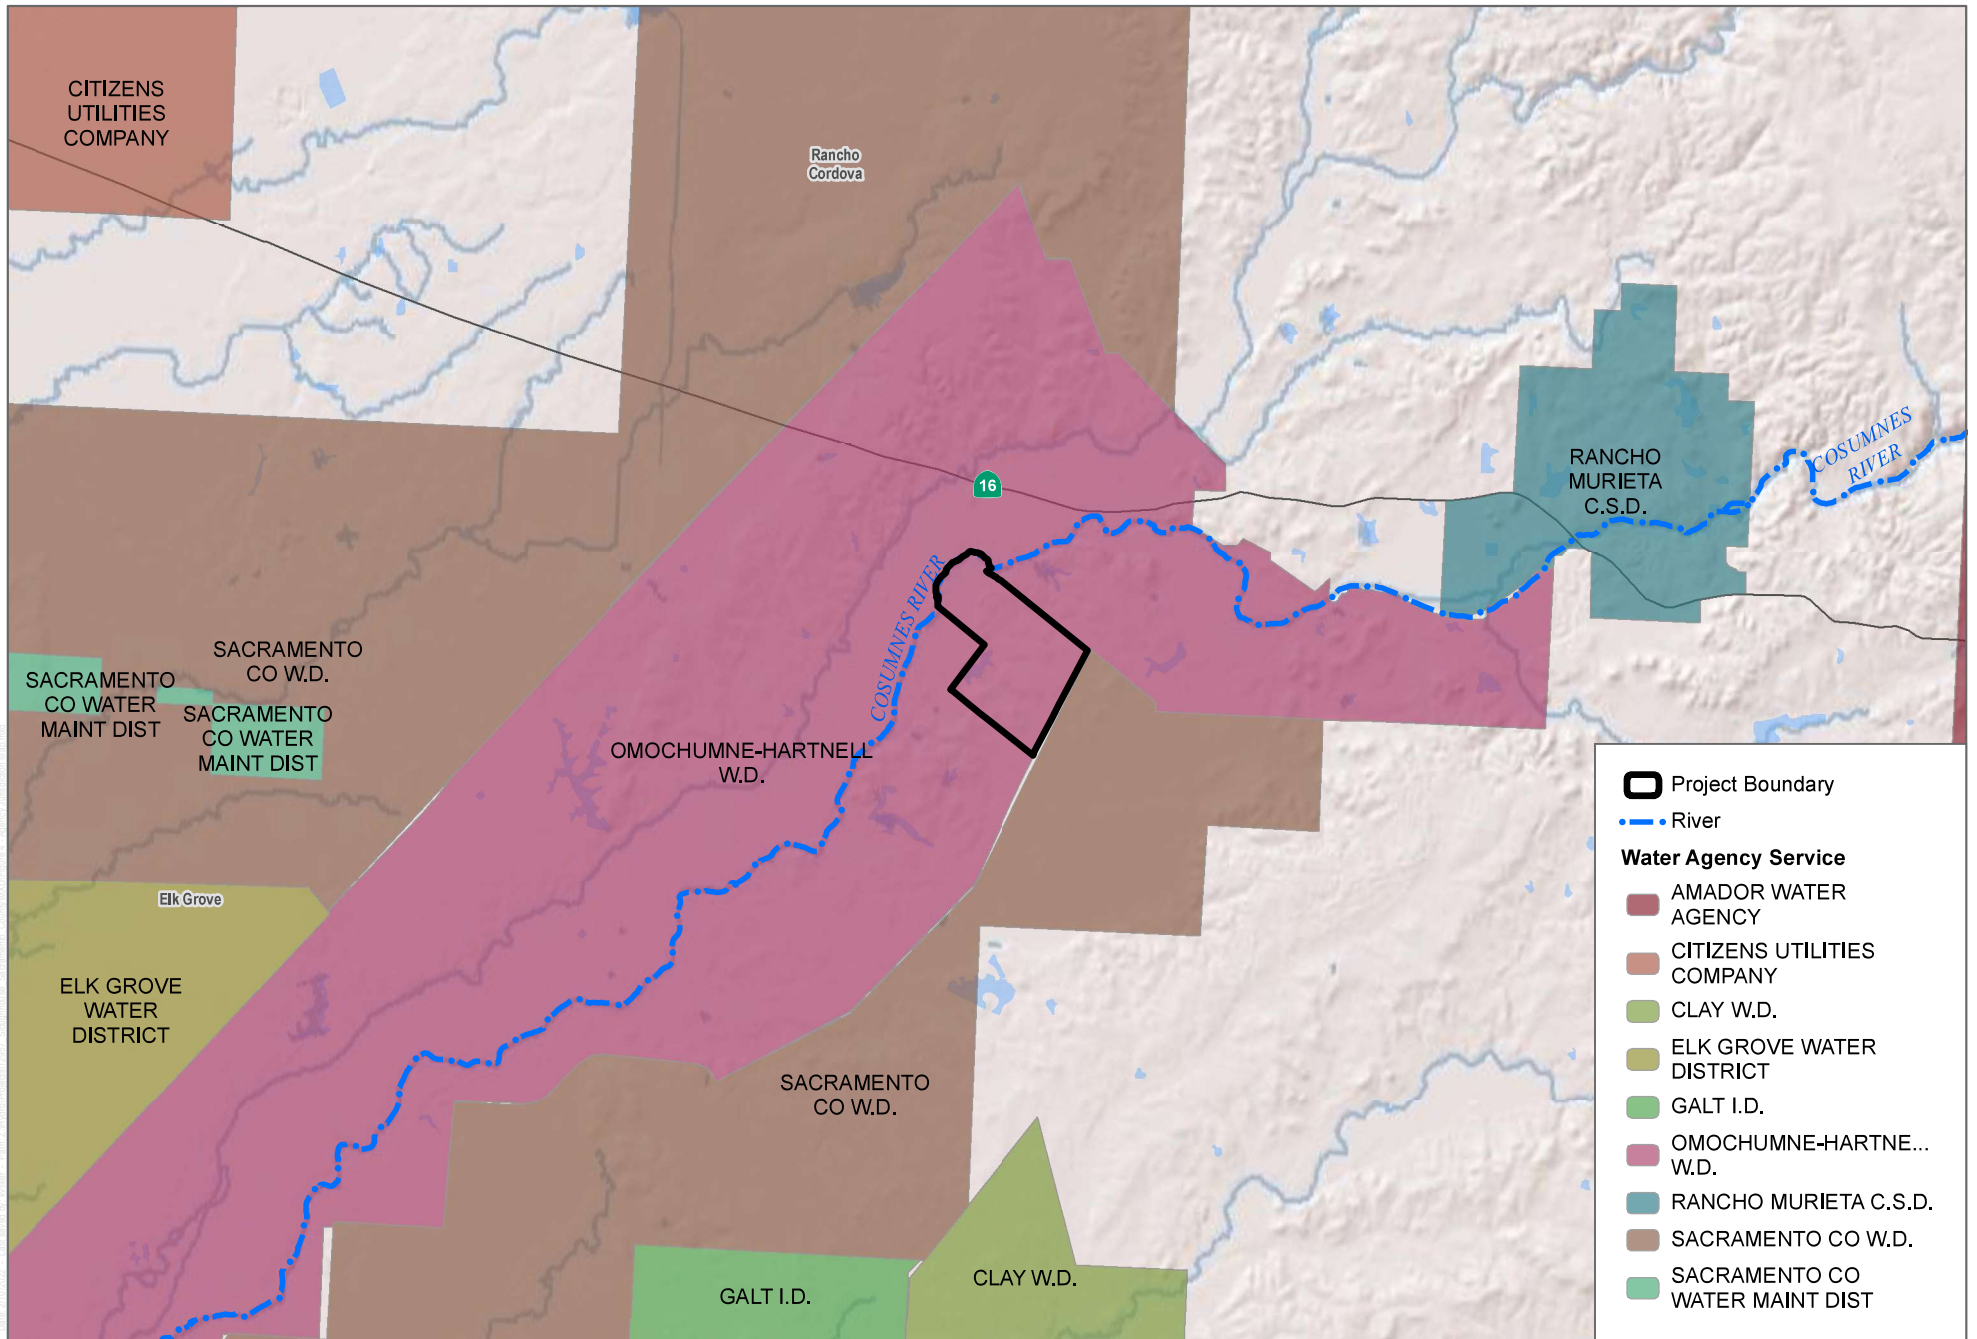 CITIZENS
UTILITIES
COMPANY
Rancho
Cordova
16
RANCHO
MURIETA
C.S.D.
COSUMNES
RIVER
COSUMNES RIVER
SACRAMENTO
CO W.D.
SACRAMENTO
CO WATER
MAINT DIST
SACRAMENTO
CO WATER
MAINT DIST
OMOCHUMNE-HARTNELL
W.D.
Elk Grove
ELK GROVE
WATER
DISTRICT
SACRAMENTO
CO W.D.
GALT I.D.
CLAY W.D.
Project Boundary
River
Water Agency Service
AMADOR WATER
AGENCY
CITIZENS UTILITIES
COMPANY
CLAY W.D.
ELK GROVE WATER
DISTRICT
GALT I.D.
OMOCHUMNE-HARTNE...
W.D.
RANCHO MURIETA C.S.D.
SACRAMENTO CO W.D.
SACRAMENTO CO
WATER MAINT DIST